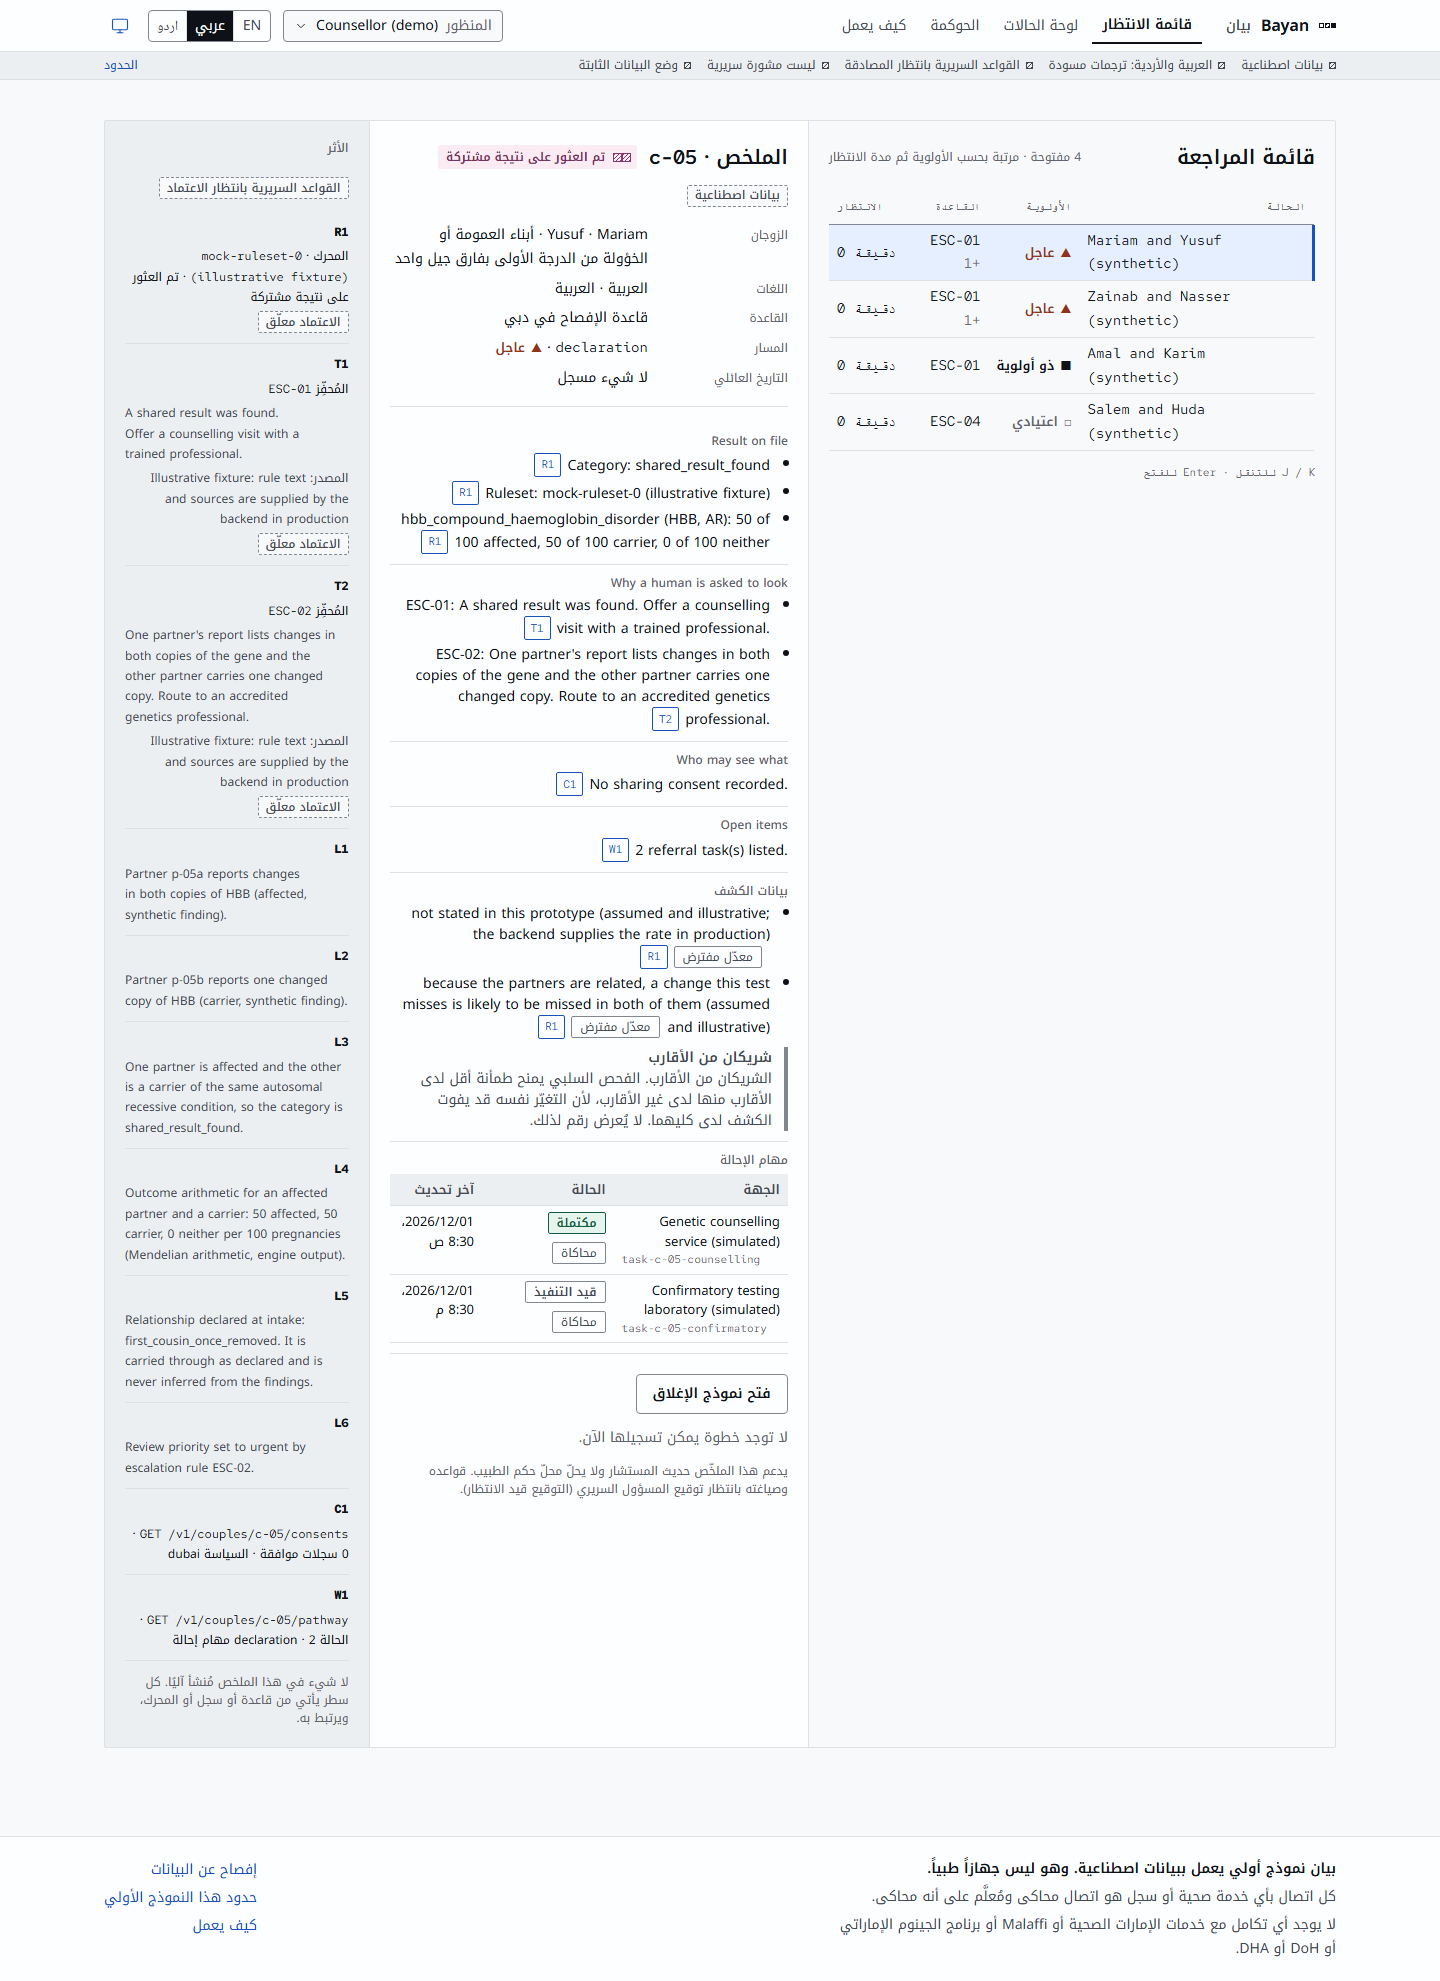 Bayan بيان
قائمة الانتظار
لوحة الحالات
الحوكمة
كيف يعمل
المنظور Counsellor (demo)
EN
عربي
اردو
بيانات اصطناعية
العربية والأردية: ترجمات مسودة
القواعد السريرية بانتظار المصادقة
ليست مشورة سريرية
وضع البيانات الثابتة
الحدود
قائمة المراجعة
4 مفتوحة · مرتبة بحسب الأولوية ثم مدة الانتظار
الحالة الأولوية القاعدة الانتظار
Mariam and Yusuf (synthetic) ▲ عاجل ESC-01 +1 0 دقيقة
Zainab and Nasser (synthetic) ▲ عاجل ESC-01 +1 0 دقيقة
Amal and Karim (synthetic) ■ ذو أولوية ESC-01 0 دقيقة
Salem and Huda (synthetic) □ اعتيادي ESC-04 0 دقيقة
J / K للتنقل · Enter للفتح
الملخص · c-05
تم العثور على نتيجة مشتركة
بيانات اصطناعية
الزوجان
Yusuf · Mariam · أبناء العمومة أو
الخؤولة من الدرجة الأولى بفارق جيل واحد
اللغات
العربية · العربية
القاعدة
قاعدة الإفصاح في دبي
المسار
declaration · ▲ عاجل
التاريخ العائلي
لا شيء مسجل
Result on file
Category: shared_result_found R1
Ruleset: mock-ruleset-0 (illustrative fixture) R1
hbb_compound_haemoglobin_disorder (HBB, AR): 50 of
100 affected, 50 of 100 carrier, 0 of 100 neither R1
Why a human is asked to look
ESC-01: A shared result was found. Offer a counselling
visit with a trained professional. T1
ESC-02: One partner's report lists changes in both
copies of the gene and the other partner carries one
changed copy. Route to an accredited genetics
professional. T2
Who may see what
No sharing consent recorded. C1
Open items
2 referral task(s) listed. W1
بيانات الكشف
not stated in this prototype (assumed and illustrative;
the backend supplies the rate in production)
معدّل مفترض R1
because the partners are related, a change this test
misses is likely to be missed in both of them (assumed
and illustrative) معدّل مفترض R1
شريكان من الأقارب
الشريكان من الأقارب. الفحص السلبي يمنح طمأنة أقل لدى
الأقارب منها لدى غير الأقارب، لأن التغيّر نفسه قد يفوت
الكشف لدى كليهما. لا يُعرض رقم لذلك.
مهام الإحالة
الجهة الحالة آخر تحديث
Genetic counselling
service (simulated)
task-c-05-counselling
مكتملة
محاكاة
2026/12/01،
8:30 ص
Confirmatory testing
laboratory (simulated)
task-c-05-confirmatory
قيد التنفيذ
محاكاة
2026/12/01،
8:30 م
فتح نموذج الإغلاق
لا توجد خطوة يمكن تسجيلها الآن.
يدعم هذا الملخّص حديث المستشار ولا يحلّ محلّ حكم الطبيب. قواعده
وصياغته بانتظار توقيع المسؤول السريري (التوقيع قيد الانتظار).
الأثر
القواعد السريرية بانتظار الاعتماد
R1
المحرك · mock-ruleset-0
(illustrative fixture) · تم العثور
على نتيجة مشتركة
الاعتماد معلّق
T1
المُحفِّز ESC-01
A shared result was found.
Offer a counselling visit with a
trained professional.
المصدر: Illustrative fixture: rule text
and sources are supplied by the
backend in production
الاعتماد معلّق
T2
المُحفِّز ESC-02
One partner's report lists changes in
both copies of the gene and the
other partner carries one changed
copy. Route to an accredited
genetics professional.
المصدر: Illustrative fixture: rule text
and sources are supplied by the
backend in production
الاعتماد معلّق
L1
Partner p-05a reports changes
in both copies of HBB (affected,
synthetic finding).
L2
Partner p-05b reports one changed
copy of HBB (carrier, synthetic finding).
L3
One partner is affected and the other
is a carrier of the same autosomal
recessive condition, so the category is
shared_result_found.
L4
Outcome arithmetic for an affected
partner and a carrier: 50 affected, 50
carrier, 0 neither per 100 pregnancies
(Mendelian arithmetic, engine output).
L5
Relationship declared at intake:
first_cousin_once_removed. It is
carried through as declared and is
never inferred from the findings.
L6
Review priority set to urgent by
escalation rule ESC-02.
C1
GET /v1/couples/c-05/consents ·
0 سجلات موافقة · السياسة dubai
W1
GET /v1/couples/c-05/pathway ·
الحالة declaration · 2 مهام إحالة
لا شيء في هذا الملخص مُنشأ آليًا. كل
سطر يأتي من قاعدة أو سجل أو المحرك،
ويرتبط به.
بيان نموذج أولي يعمل ببيانات اصطناعية. وهو ليس جهازاً طبياً.
كل اتصال بأي خدمة صحية أو سجل هو اتصال محاكى ومُعلَّم على أنه محاكى.
لا يوجد أي تكامل مع خدمات الإمارات الصحية أو Malaffi أو برنامج الجينوم الإماراتي
أو DoH أو DHA.
إفصاح عن البيانات
حدود هذا النموذج الأولي
كيف يعمل